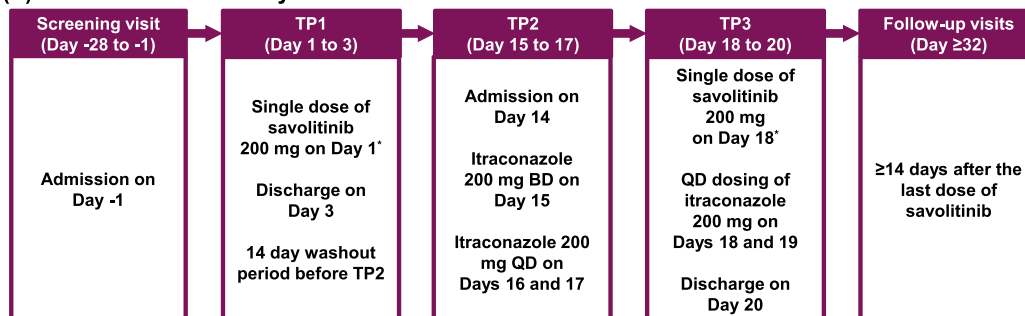 Screening visit
(Day -28 to -1)
Admission on
Day -1
TP1
(Day 1 to 3)
Single dose of
savolitinib
200 mg on Day 1*
Discharge on
Day 3
14 day washout
period before TP2
TP2
(Day 15 to 17)
Admission on
Day 14
Itraconazole
200 mg BD on
Day 15
Itraconazole 200
mg QD on
Days 16 and 17
TP3
(Day 18 to 20)
Single dose of
savolitinib
200 mg
on Day 18*
QD dosing of
itraconazole
200 mg on
Days 18 and 19
Discharge on
Day 20
Follow-up visits
(Day ≥32)
≥14 days after the
last dose of
savolitinib